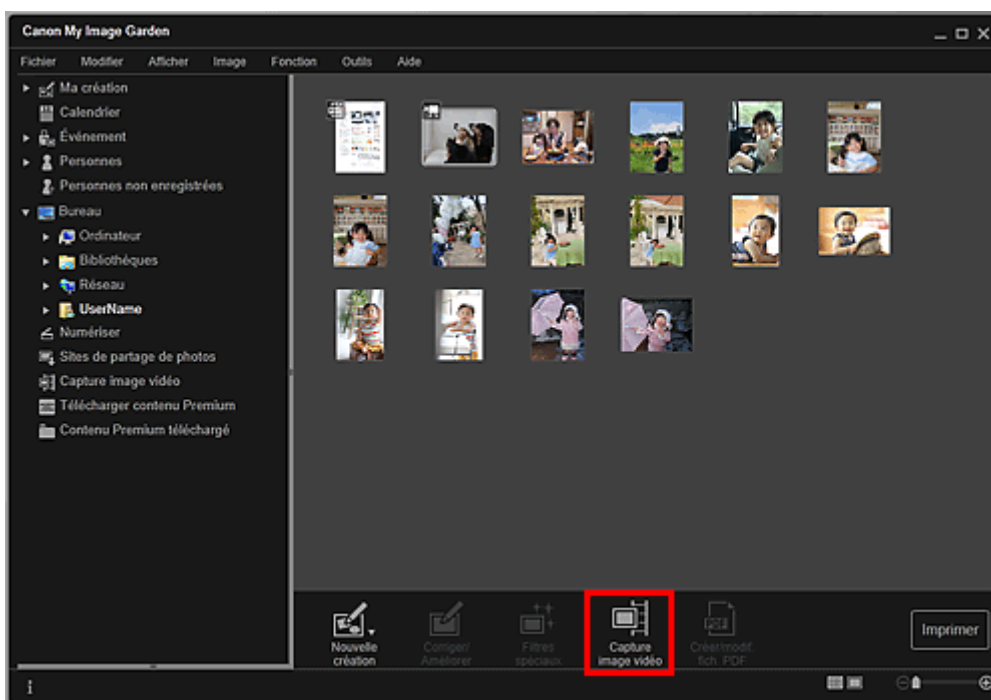 Canon My Image Garden
Fichier Modifier Afficher Image Fonction Outils Aide
Ma création
Calendrier
Événement
Personnes
Personnes non enregistrées
Bureau
Ordinateur
Bibliothèques
Réseau
UserName
Numériser
Sites de partage de photos
Capture image vidéo
Télécharger contenu Premium
Contenu Premium téléchargé
Nouvelle
création
Corriger/
Améliorer
Filtres
spéciaux
Capture
image vidéo
Créer/modif.
fich. PDF
Imprimer